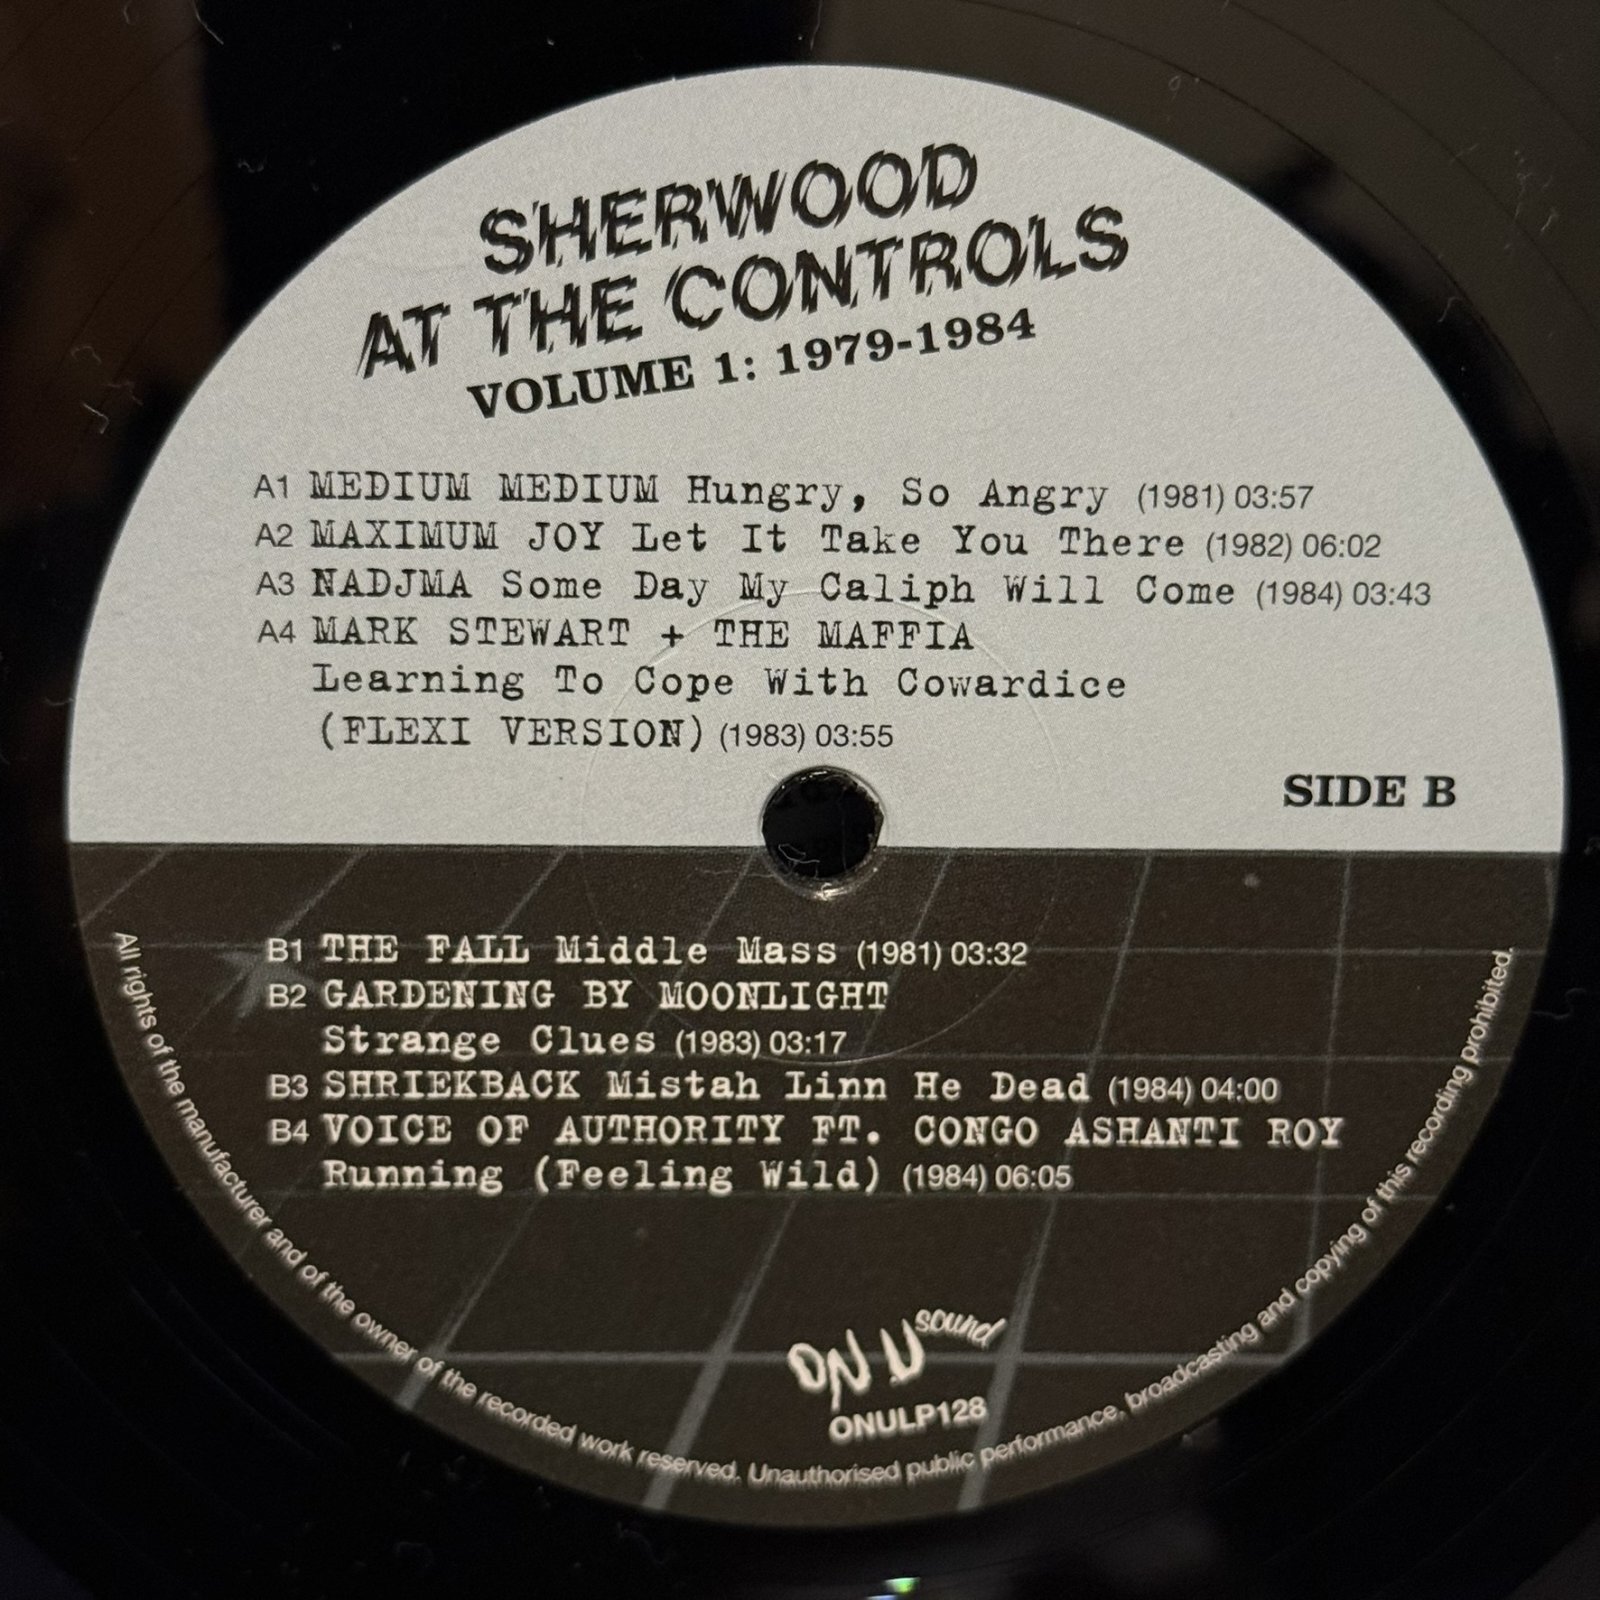 SHERWOOD
AT THE CONTROLS
VOLUME 1: 1979-1984
A1 MEDIUM MEDIUM Hungry, So Angry (1981) 03:57
A2 MAXIMUM JOY Let It Take You There (1982) 06:02
A3 NADJMA Some Day My Caliph Will Come (1984) 03:43
A4 MARK STEWART + THE MAFFIA
Learning To Cope With Cowardice
(FLEXI VERSION) (1983) 03:55
SIDE B
B1 THE FALL Middle Mass (1981) 03:32
B2 GARDENING BY MOONLIGHT
Strange Clues (1983) 03:17
B3 SHRIEKBACK Mistah Linn He Dead (1984) 04:00
B4 VOICE OF AUTHORITY FT. CONGO ASHANTI ROY
Running (Feeling Wild) (1984) 06:05
ON U sound
ONULP128
All rights of the manufacturer and of the owner of the recorded work reserved. Unauthorised public performance, broadcasting and copying of this recording prohibited.